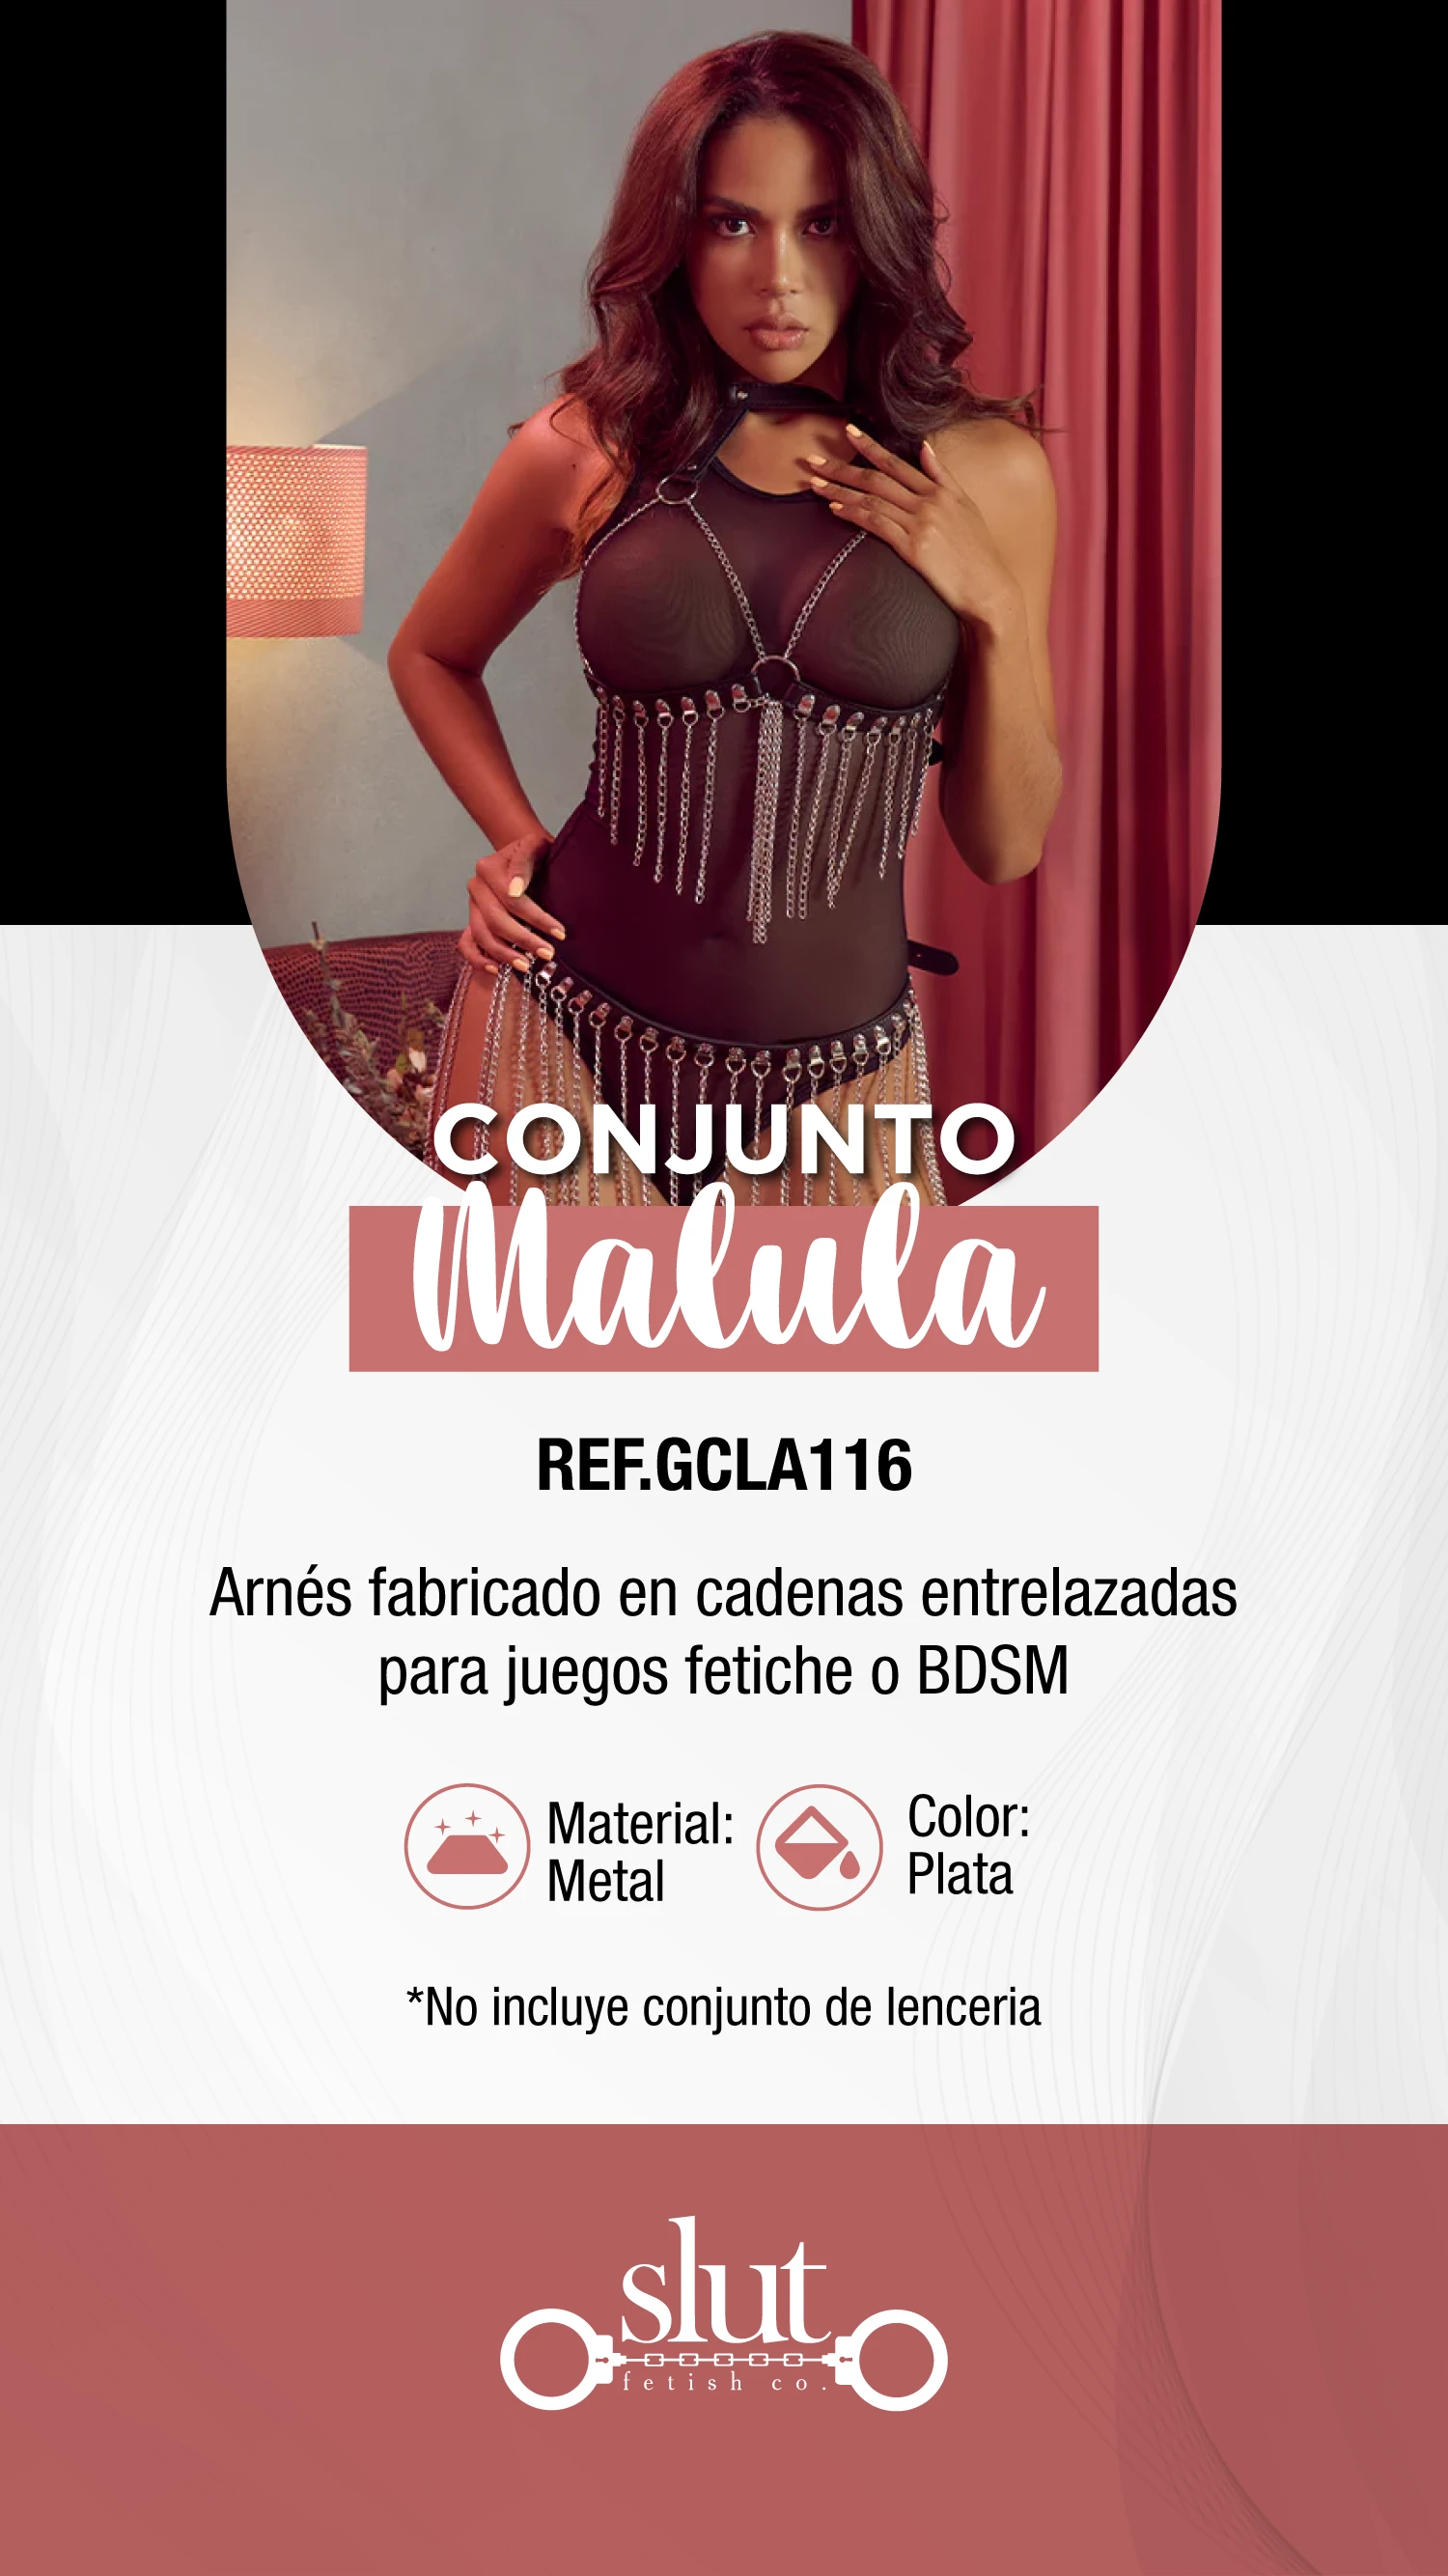 CONJUNTO
Malula
REF.GCLA116
Arnés fabricado en cadenas entrelazadas
para juegos fetiche o BDSM
Material:
Metal
Color:
Plata
*No incluye conjunto de lenceria
slut
fetish co.